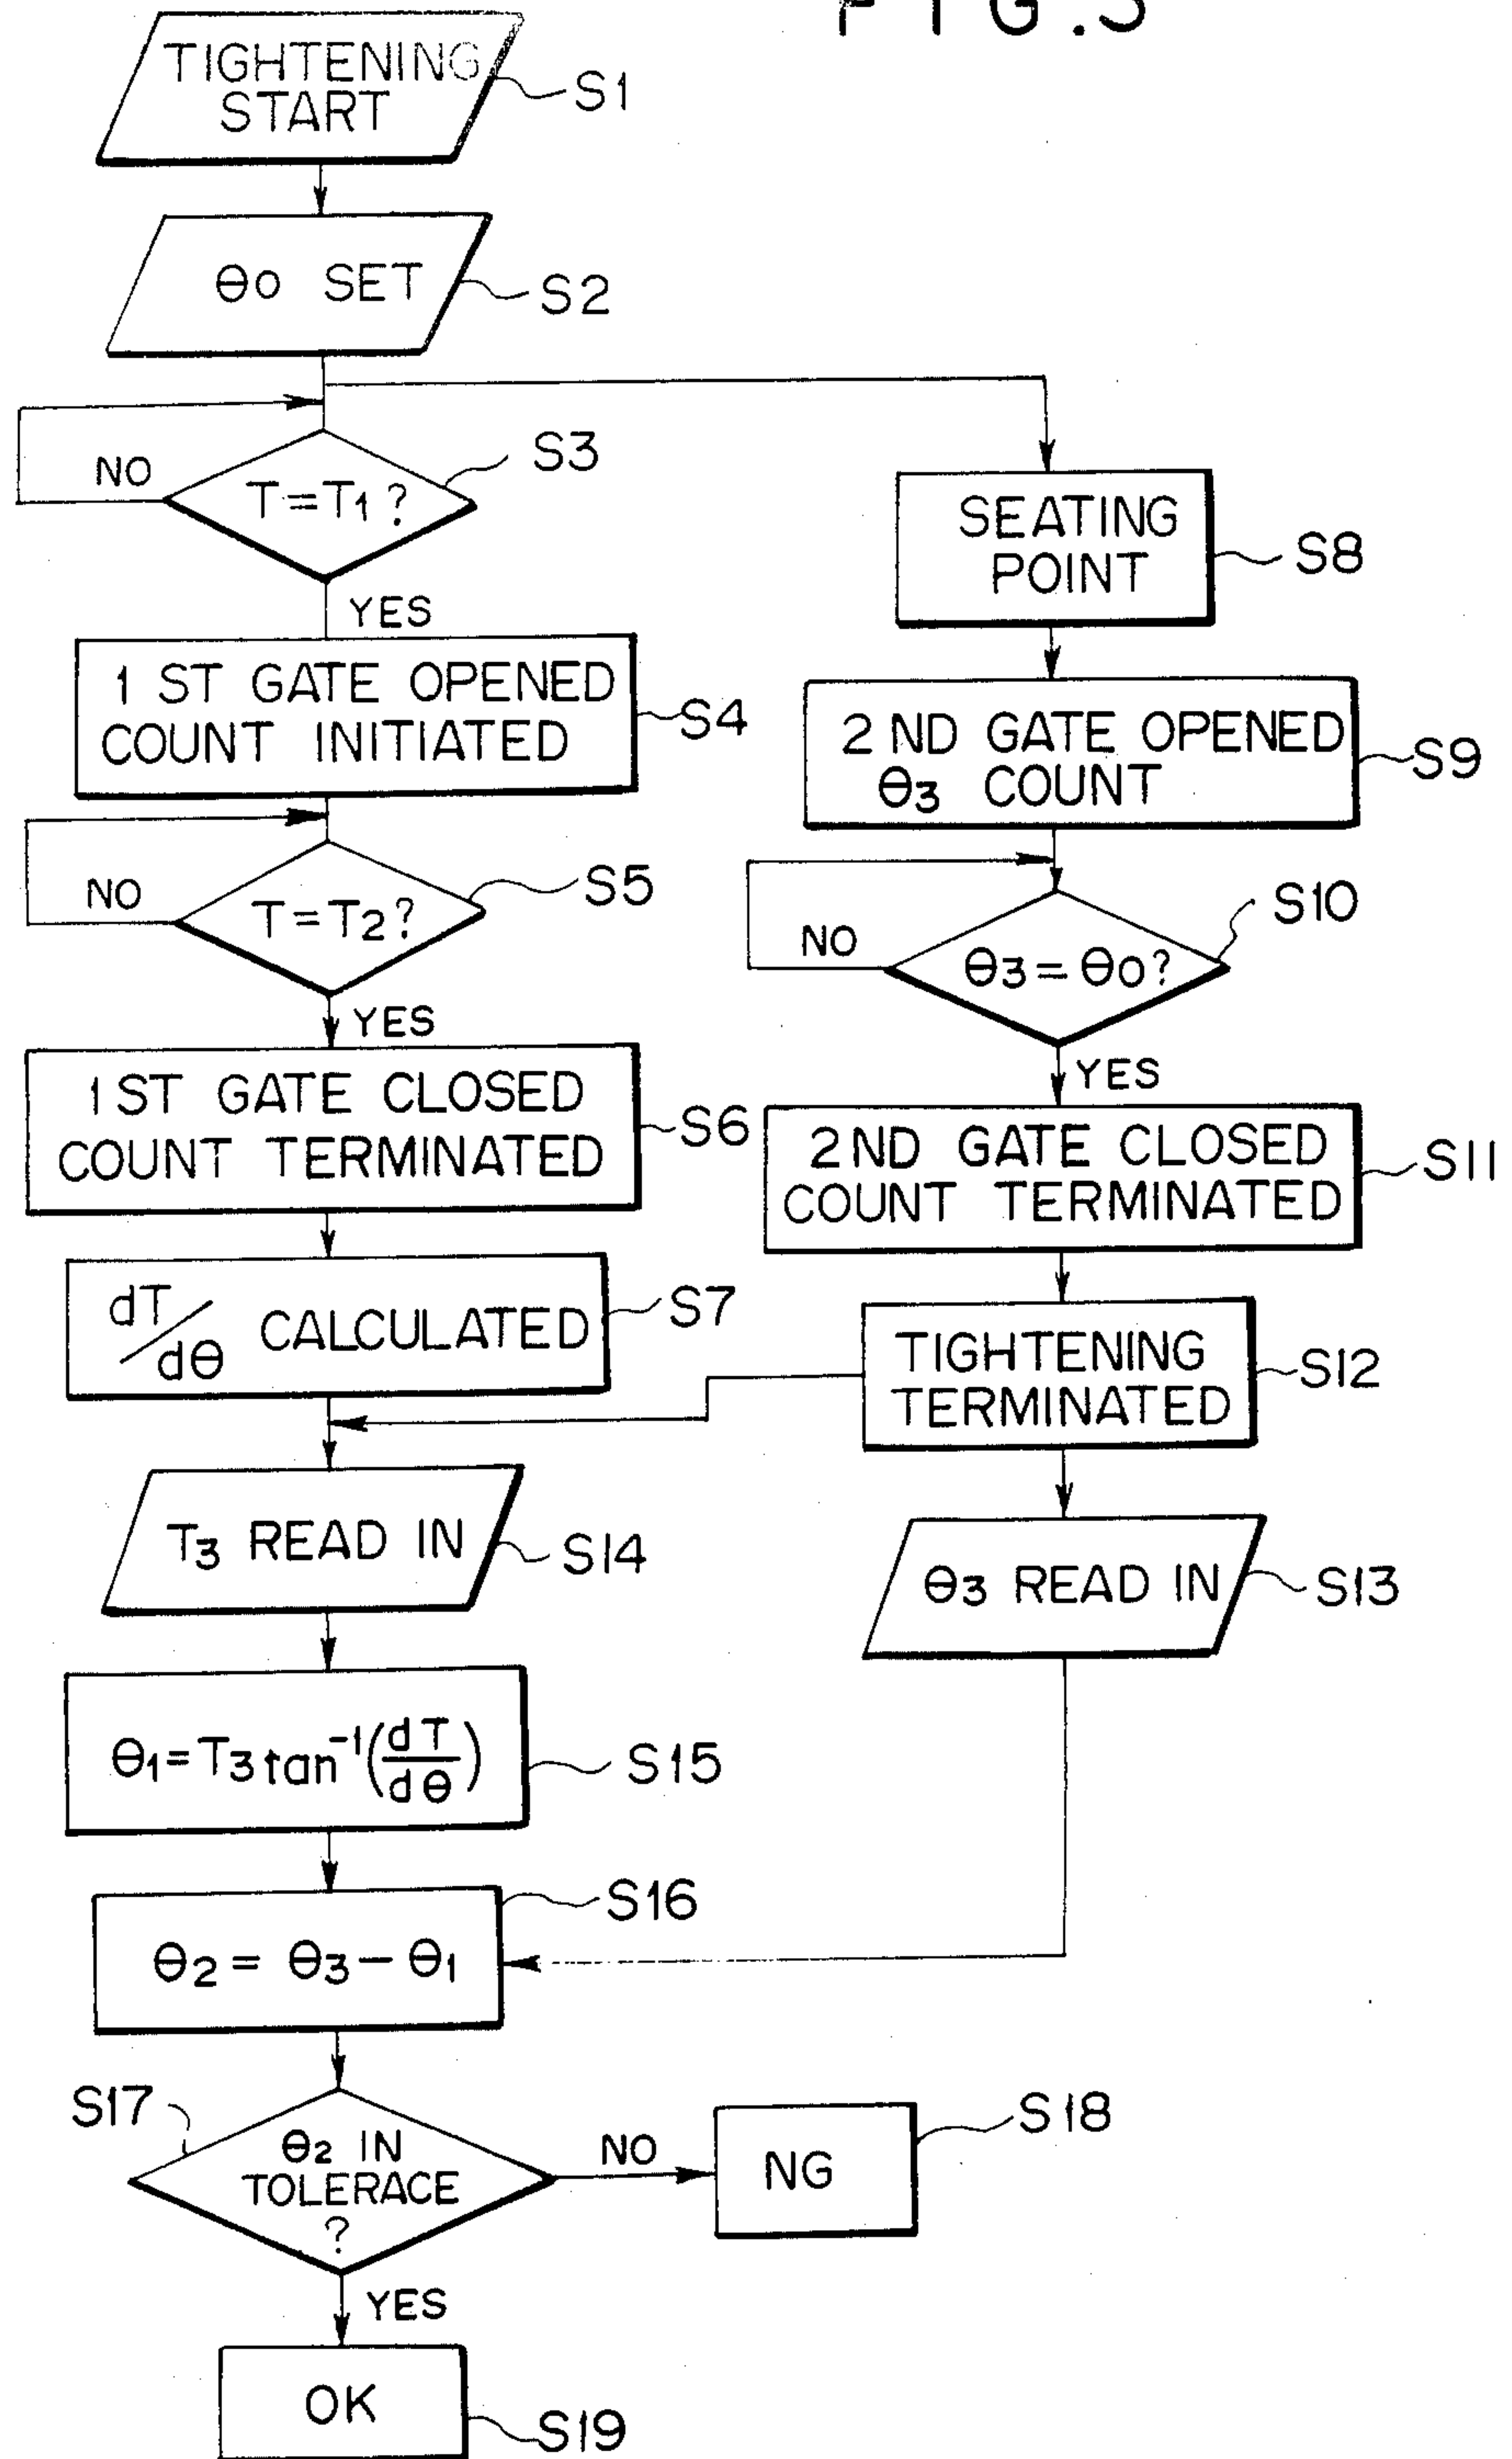 FIG.3
TIGHTENING
START
S1
θ0 SET
S2
NO
T=T1?
S3
YES
1 ST GATE OPENED
COUNT INITIATED
S4
NO
T=T2?
S5
YES
1 ST GATE CLOSED
COUNT TERMINATED
S6
dT/dθ CALCULATED
S7
SEATING
POINT
S8
2 ND GATE OPENED
θ3 COUNT
S9
NO
θ3=θ0?
S10
YES
2 ND GATE CLOSED
COUNT TERMINATED
S11
TIGHTENING
TERMINATED
S12
θ3 READ IN
S13
T3 READ IN
S14
θ1=T3 tan⁻¹(dT/dθ)
S15
θ2 = θ3 − θ1
S16
S17
θ2 IN
TOLERACE
?
NO
NG
S18
YES
OK
S19